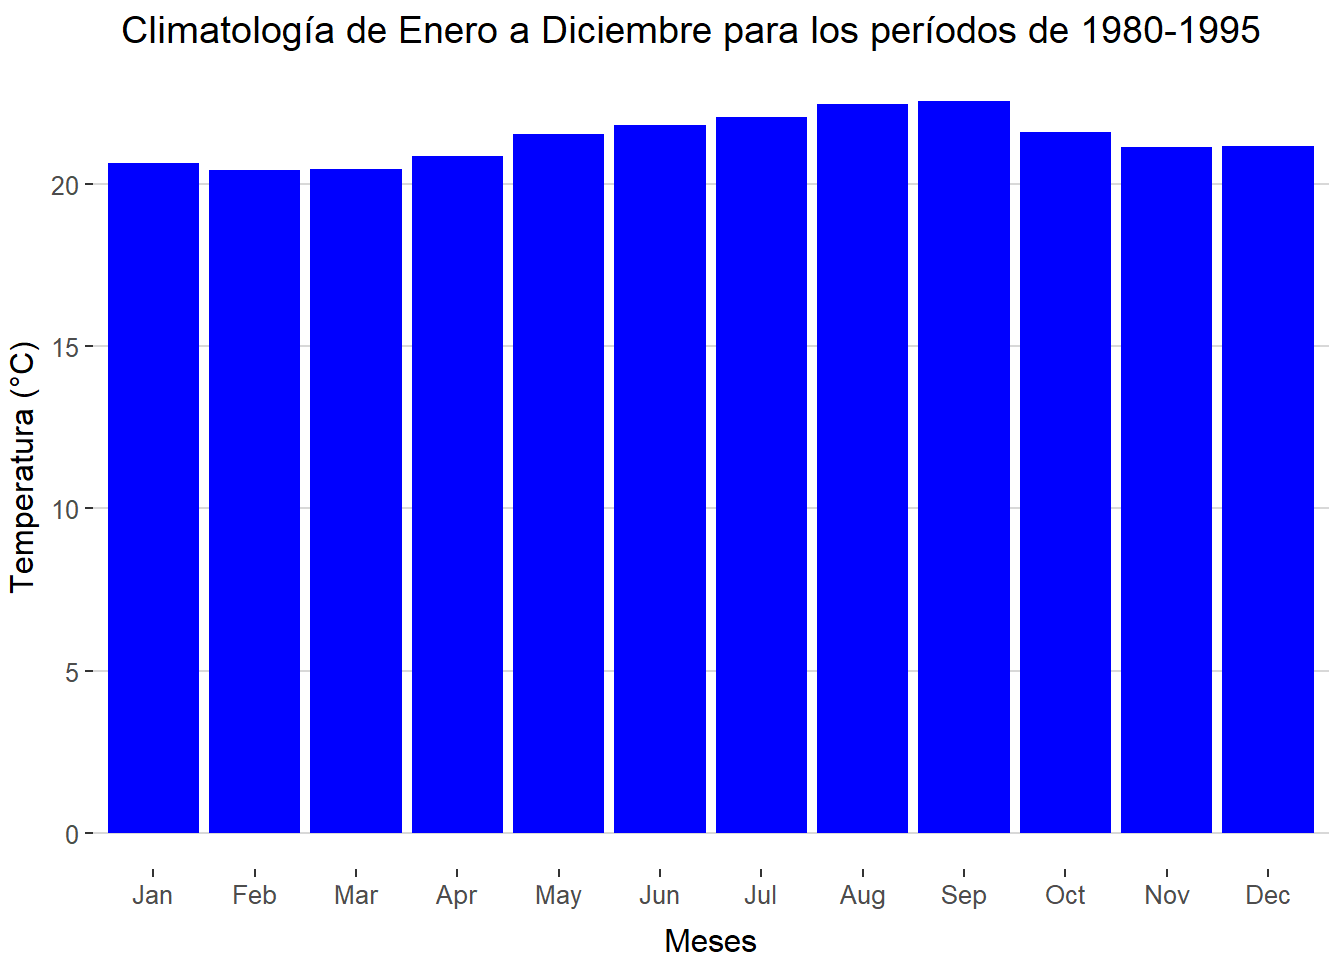 Climatología de Enero a Diciembre para los períodos de 1980-1995
Temperatura (°C)
20
15
10
5
0
Jan Feb Mar Apr May Jun Jul Aug Sep Oct Nov Dec
Meses